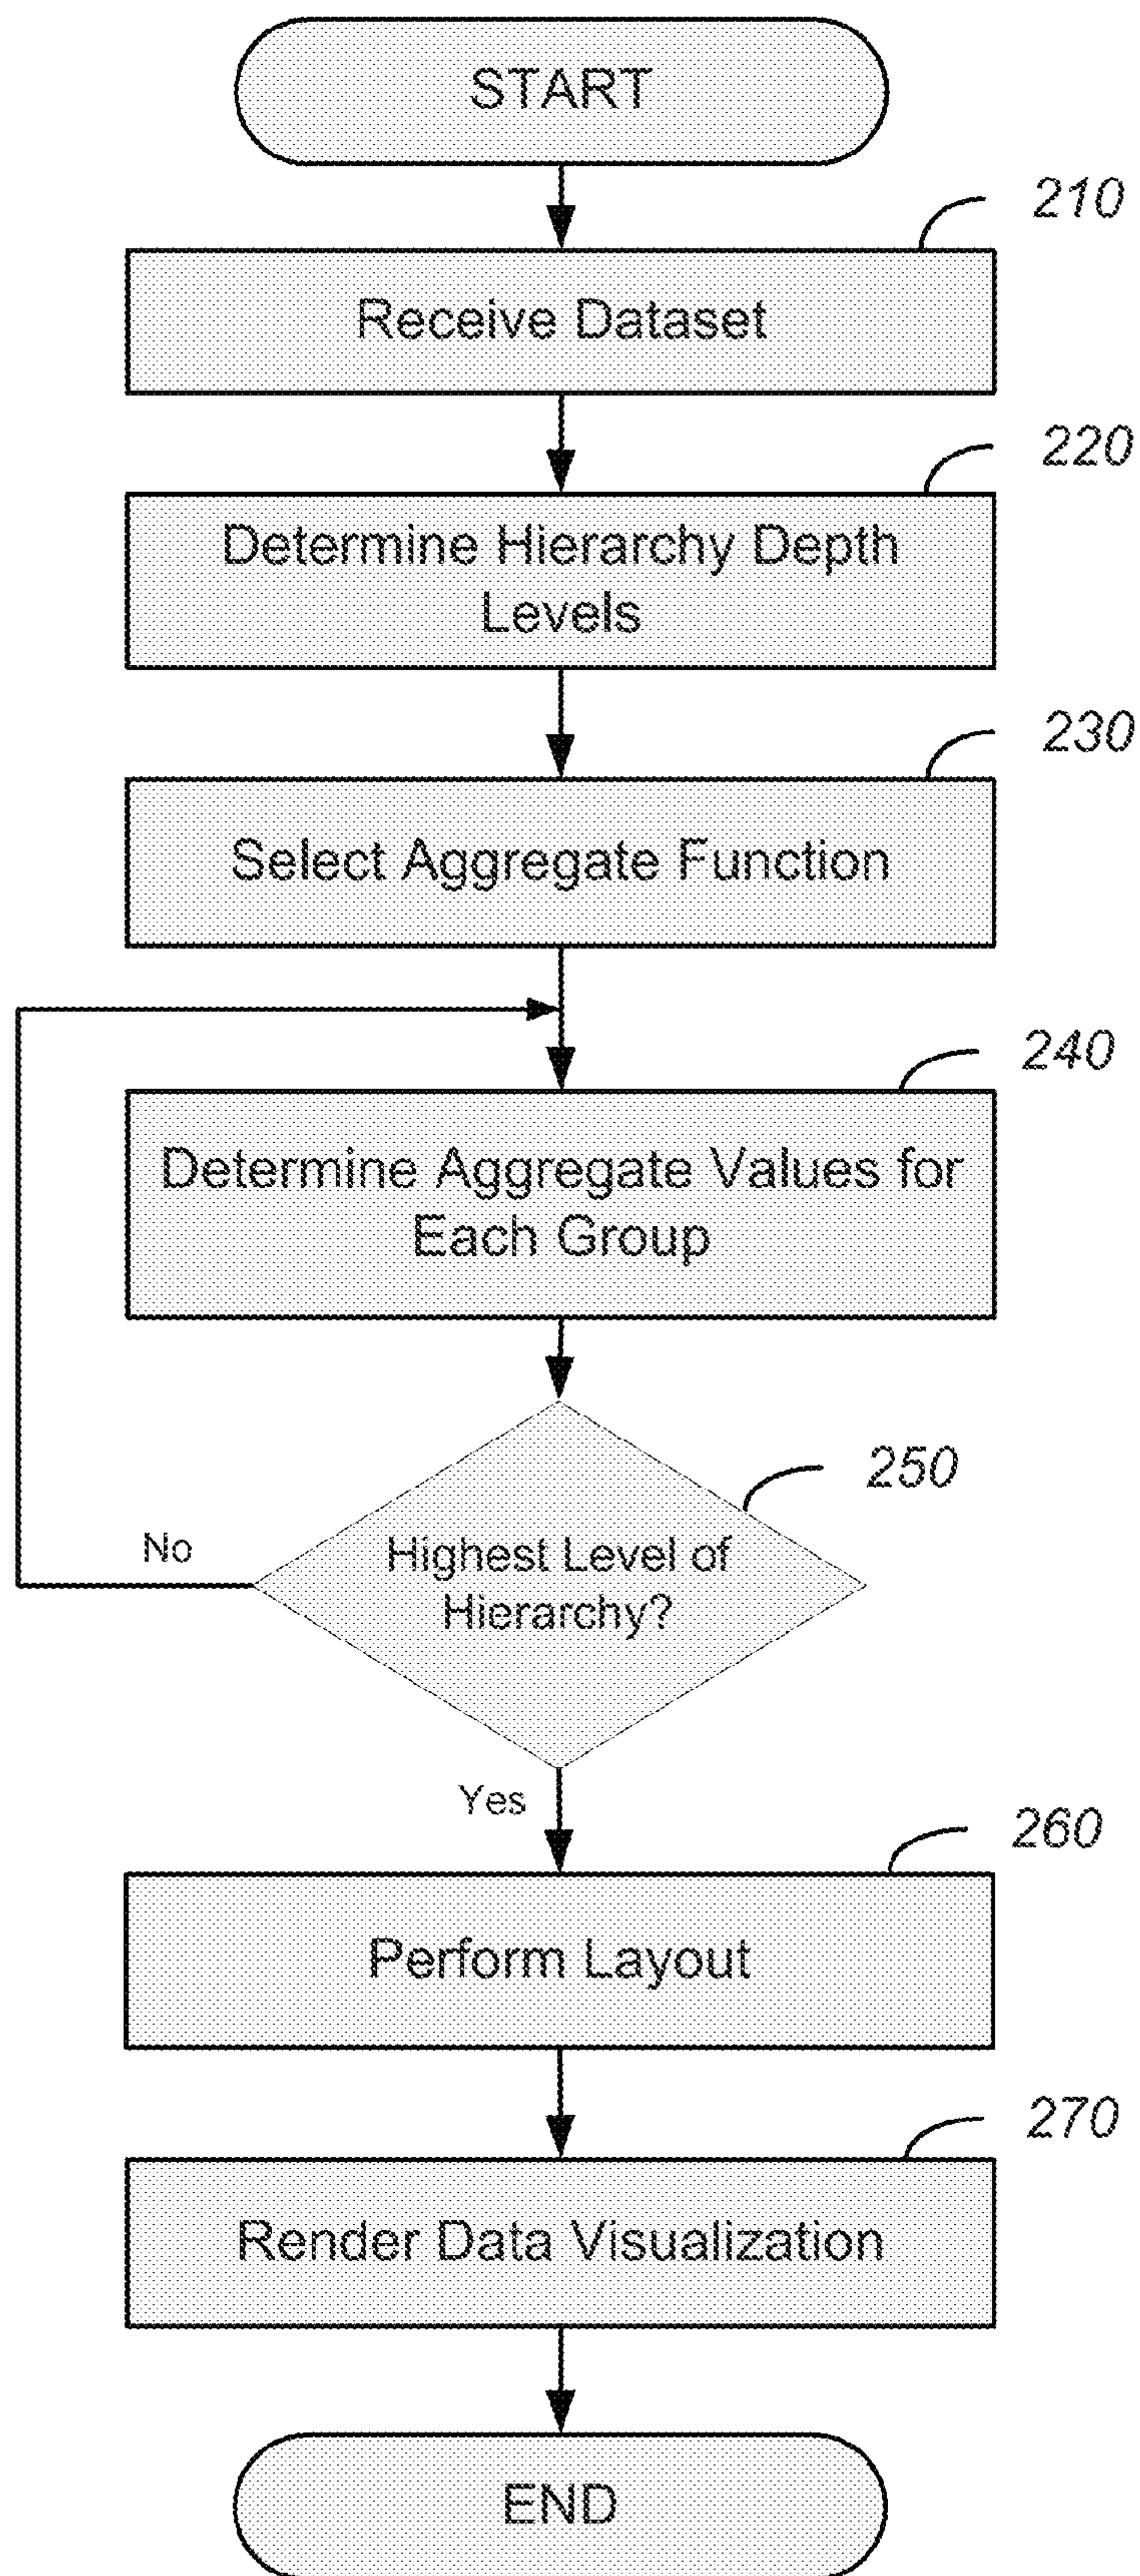 START
210
Receive Dataset
220
Determine Hierarchy Depth
Levels
230
Select Aggregate Function
240
Determine Aggregate Values for
Each Group
250
Highest Level of
Hierarchy?
No
Yes
260
Perform Layout
270
Render Data Visualization
END